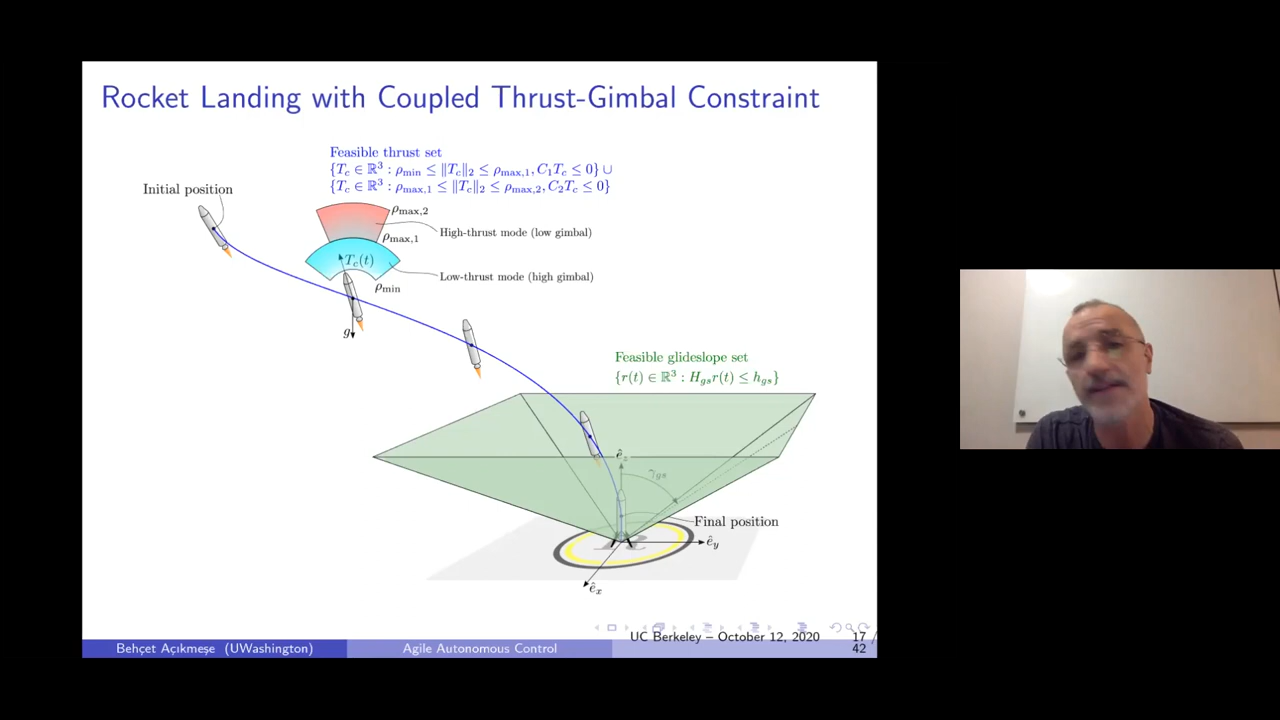 Rocket Landing with Coupled Thrust-Gimbal Constraint
Feasible thrust set
{T_c ∈ ℝ³ : ρ_min ≤ ‖T_c‖₂ ≤ ρ_max,1, C₁T_c ≤ 0} ∪
{T_c ∈ ℝ³ : ρ_max,1 ≤ ‖T_c‖₂ ≤ ρ_max,2, C₂T_c ≤ 0}
Initial position
ρ_max,2
High-thrust mode (low gimbal)
ρ_max,1
T_c(t)
Low-thrust mode (high gimbal)
ρ_min
g
Feasible glideslope set
{r(t) ∈ ℝ³ : H_gs r(t) ≤ h_gs}
ê_z
γ_gs
Final position
ê_y
ê_x
UC Berkeley – October 12, 2020
17 /
42
Behçet Açıkmeşe (UWashington)
Agile Autonomous Control